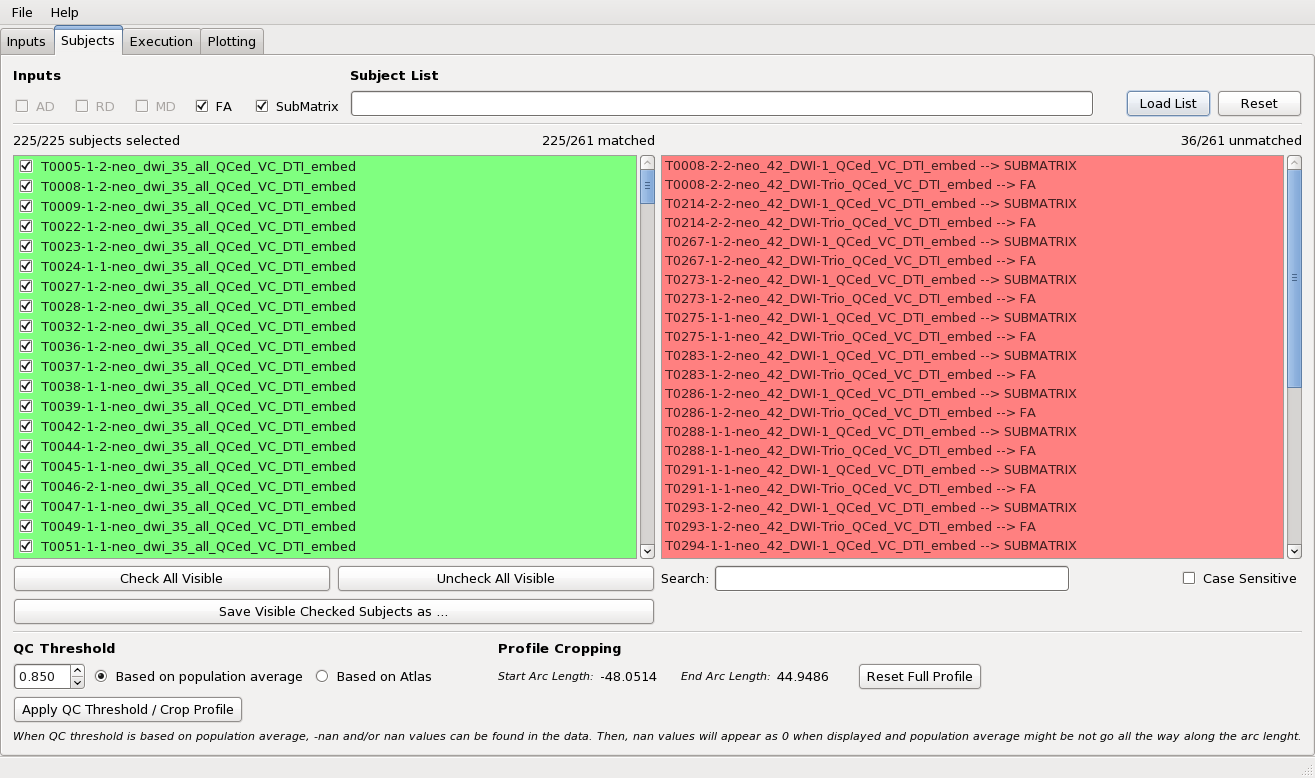 File Help
Inputs Subjects Execution Plotting
Inputs Subject List
AD RD MD FA SubMatrix Load List Reset
225/225 subjects selected 225/261 matched 36/261 unmatched
T0005-1-2-neo_dwi_35_all_QCed_VC_DTI_embed
T0008-1-2-neo_dwi_35_all_QCed_VC_DTI_embed
T0009-1-2-neo_dwi_35_all_QCed_VC_DTI_embed
T0022-1-2-neo_dwi_35_all_QCed_VC_DTI_embed
T0023-1-2-neo_dwi_35_all_QCed_VC_DTI_embed
T0024-1-1-neo_dwi_35_all_QCed_VC_DTI_embed
T0027-1-2-neo_dwi_35_all_QCed_VC_DTI_embed
T0028-1-2-neo_dwi_35_all_QCed_VC_DTI_embed
T0032-1-2-neo_dwi_35_all_QCed_VC_DTI_embed
T0036-1-2-neo_dwi_35_all_QCed_VC_DTI_embed
T0037-1-2-neo_dwi_35_all_QCed_VC_DTI_embed
T0038-1-1-neo_dwi_35_all_QCed_VC_DTI_embed
T0039-1-1-neo_dwi_35_all_QCed_VC_DTI_embed
T0042-1-2-neo_dwi_35_all_QCed_VC_DTI_embed
T0044-1-2-neo_dwi_35_all_QCed_VC_DTI_embed
T0045-1-1-neo_dwi_35_all_QCed_VC_DTI_embed
T0046-2-1-neo_dwi_35_all_QCed_VC_DTI_embed
T0047-1-1-neo_dwi_35_all_QCed_VC_DTI_embed
T0049-1-1-neo_dwi_35_all_QCed_VC_DTI_embed
T0051-1-1-neo_dwi_35_all_QCed_VC_DTI_embed
T0008-2-2-neo_42_DWI-1_QCed_VC_DTI_embed --> SUBMATRIX
T0008-2-2-neo_42_DWI-Trio_QCed_VC_DTI_embed --> FA
T0214-2-2-neo_42_DWI-1_QCed_VC_DTI_embed --> SUBMATRIX
T0214-2-2-neo_42_DWI-Trio_QCed_VC_DTI_embed --> FA
T0267-1-2-neo_42_DWI-1_QCed_VC_DTI_embed --> SUBMATRIX
T0267-1-2-neo_42_DWI-Trio_QCed_VC_DTI_embed --> FA
T0273-1-2-neo_42_DWI-1_QCed_VC_DTI_embed --> SUBMATRIX
T0273-1-2-neo_42_DWI-Trio_QCed_VC_DTI_embed --> FA
T0275-1-1-neo_42_DWI-1_QCed_VC_DTI_embed --> SUBMATRIX
T0275-1-1-neo_42_DWI-Trio_QCed_VC_DTI_embed --> FA
T0283-1-2-neo_42_DWI-1_QCed_VC_DTI_embed --> SUBMATRIX
T0283-1-2-neo_42_DWI-Trio_QCed_VC_DTI_embed --> FA
T0286-1-2-neo_42_DWI-1_QCed_VC_DTI_embed --> SUBMATRIX
T0286-1-2-neo_42_DWI-Trio_QCed_VC_DTI_embed --> FA
T0288-1-1-neo_42_DWI-1_QCed_VC_DTI_embed --> SUBMATRIX
T0288-1-1-neo_42_DWI-Trio_QCed_VC_DTI_embed --> FA
T0291-1-1-neo_42_DWI-1_QCed_VC_DTI_embed --> SUBMATRIX
T0291-1-1-neo_42_DWI-Trio_QCed_VC_DTI_embed --> FA
T0293-1-2-neo_42_DWI-1_QCed_VC_DTI_embed --> SUBMATRIX
T0293-1-2-neo_42_DWI-Trio_QCed_VC_DTI_embed --> FA
T0294-1-1-neo_42_DWI-1_QCed_VC_DTI_embed --> SUBMATRIX
Check All Visible Uncheck All Visible Search: Case Sensitive
Save Visible Checked Subjects as ...
QC Threshold Profile Cropping
0.850 Based on population average Based on Atlas Start Arc Length: -48.0514 End Arc Length: 44.9486 Reset Full Profile
Apply QC Threshold / Crop Profile
When QC threshold is based on population average, -nan and/or nan values can be found in the data. Then, nan values will appear as 0 when displayed and population average might be not go all the way along the arc lenght.